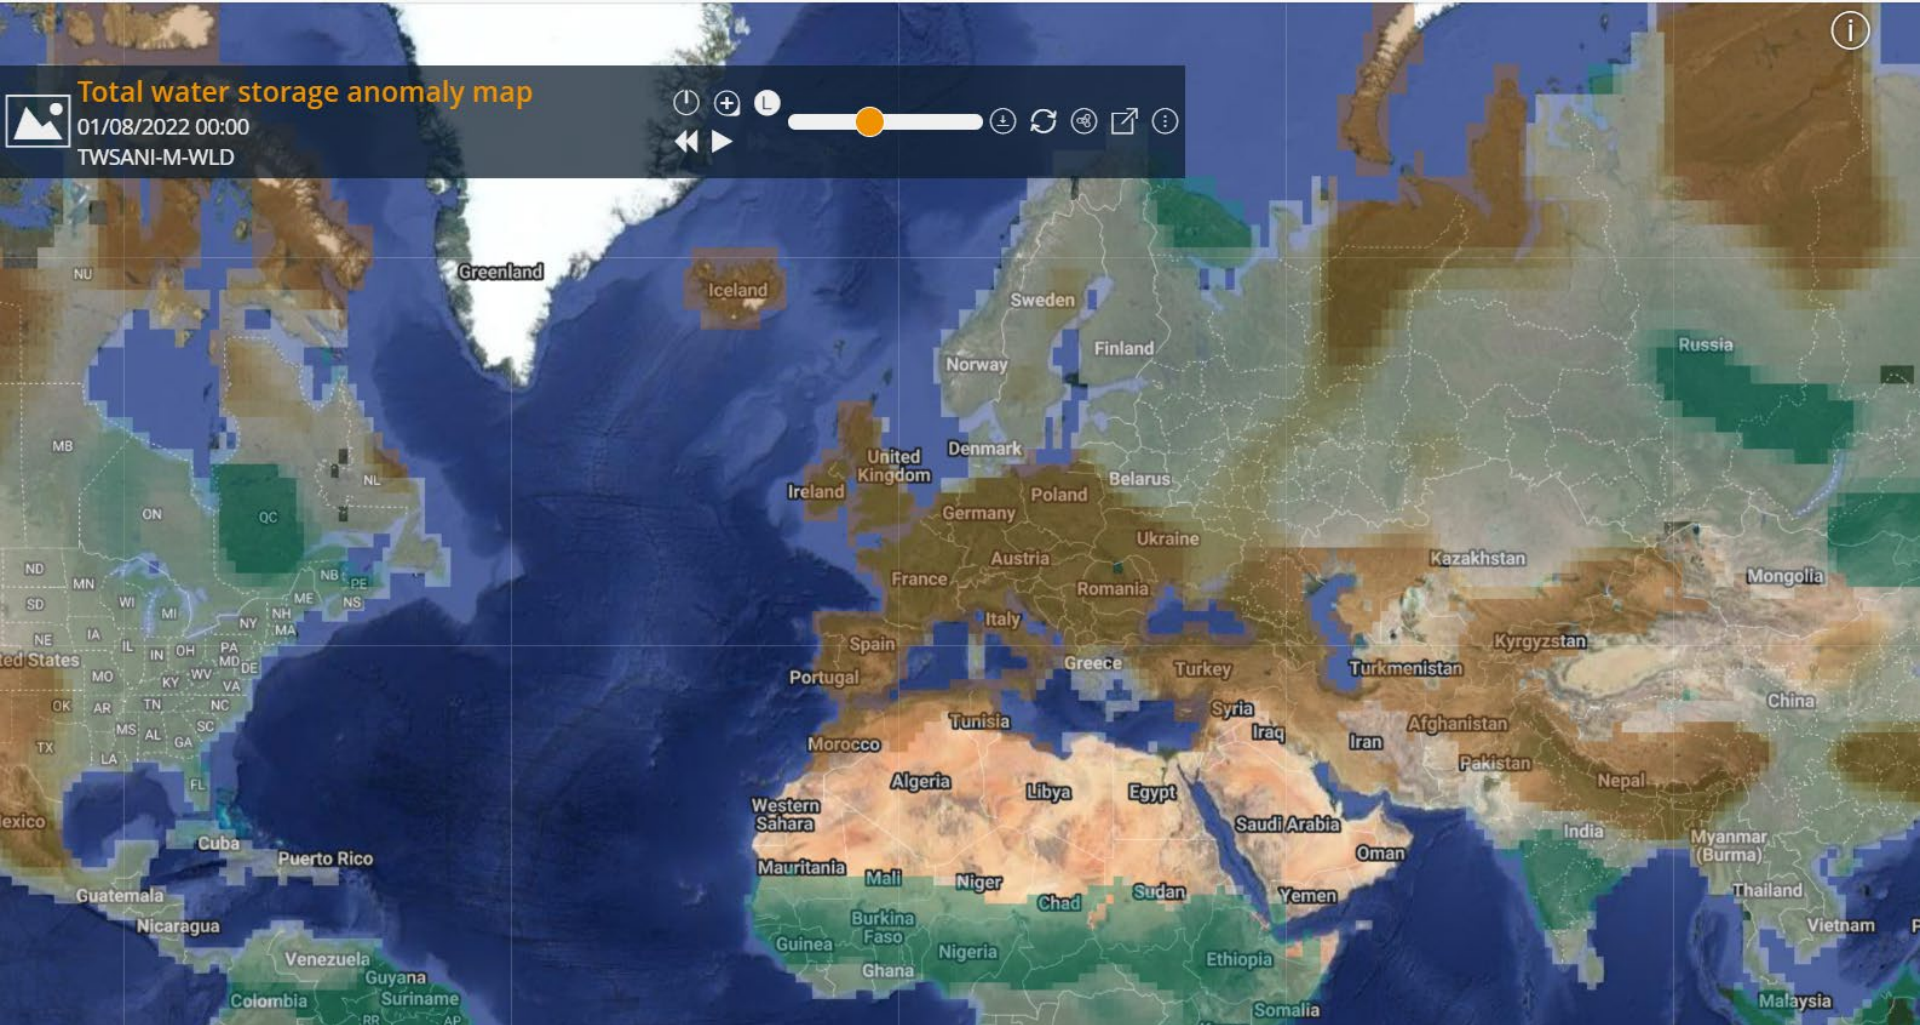 Total water storage anomaly map
01/08/2022 00:00
TWSANI-M-WLD
L
i
NU
Greenland
Iceland
Sweden
Finland
Norway
Russia
MB
NL
United
Kingdom
Denmark
Ireland
Belarus
Poland
ON
QC
Germany
Ukraine
Austria
Kazakhstan
ND
MN
NB
PE
France
Romania
Mongolia
SD
WI
MI
ME
NS
NH
NY
MA
Italy
NE
IA
IL
IN
OH
PA
MD
DE
ted States
Spain
Greece
Turkey
Kyrgyzstan
Turkmenistan
MO
KY
WV
VA
Portugal
OK
AR
TN
NC
Syria
China
Tunisia
Iraq
Iran
Afghanistan
MS
AL
GA
SC
TX
LA
Morocco
Pakistan
FL
Algeria
Libya
Egypt
Nepal
Western
Sahara
exico
Saudi Arabia
India
Myanmar
(Burma)
Cuba
Puerto Rico
Oman
Mauritania
Mali
Niger
Chad
Sudan
Yemen
Thailand
Guatemala
Nicaragua
Burkina
Faso
Vietnam
Guinea
Nigeria
Ethiopia
Venezuela
Ghana
Guyana
Colombia
Suriname
Somalia
Malaysia
RR
AP